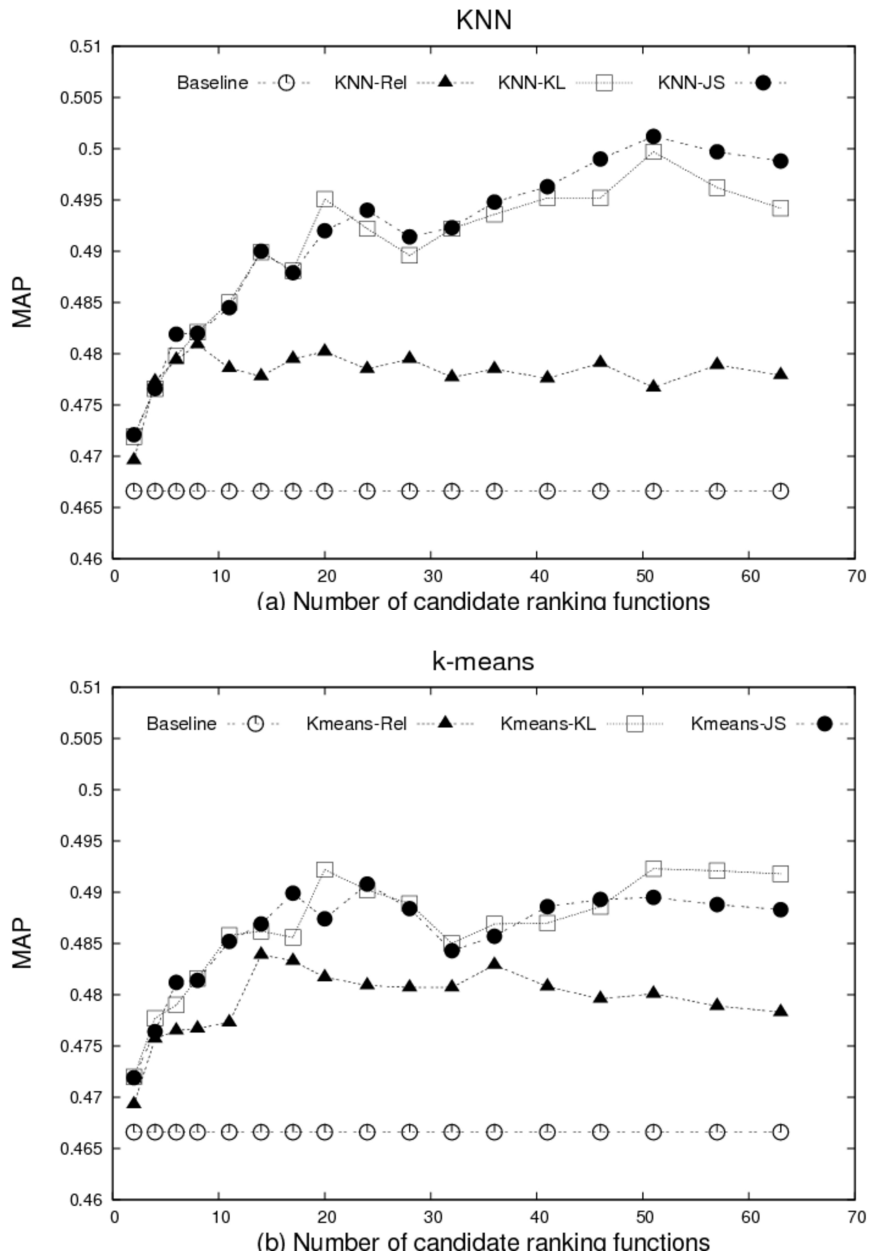 KNN
0.51
Baseline KNN-Rel KNN-KL KNN-JS
0.505
0.5
0.495
0.49
MAP
0.485
0.48
0.475
0.47
0.465
0.46
0 10 20 30 40 50 60 70
(a) Number of candidate ranking functions
k-means
0.51
Baseline Kmeans-Rel Kmeans-KL Kmeans-JS
0.505
0.5
0.495
0.49
MAP
0.485
0.48
0.475
0.47
0.465
0.46
0 10 20 30 40 50 60 70
(b) Number of candidate ranking functions